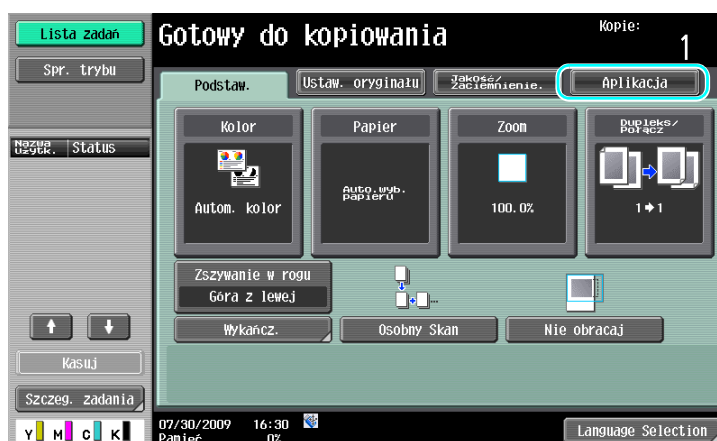 Lista zadań
Gotowy do kopiowania
Kopie:
1
Spr. trybu
Podstaw.
Ustaw. oryginału
Jakość/
zaciemnienie.
Aplikacja
Nazwa
użytk.
Status
Kolor
Papier
Zoom
Dupleks/
Połącz
Autom. kolor
Auto.wyb.
papieru
100.0%
1→1
Zszywanie w rogu
Góra z lewej
Wykańcz.
Osobny Skan
Nie obracaj
Kasuj
Szczeg. zadania
Y M C K
07/30/2009 16:30
Pamięć 0%
Language Selection